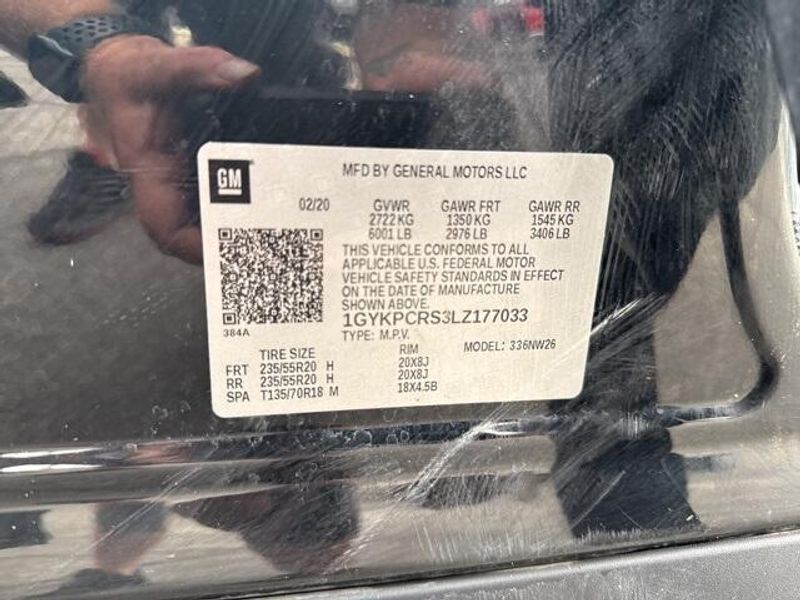 GM
MFD BY GENERAL MOTORS LLC
02/20 GVWR GAWR FRT GAWR RR
2722 KG 1350 KG 1545 KG
6001 LB 2976 LB 3406 LB
THIS VEHICLE CONFORMS TO ALL
APPLICABLE U.S. FEDERAL MOTOR
VEHICLE SAFETY STANDARDS IN EFFECT
ON THE DATE OF MANUFACTURE
SHOWN ABOVE.
384A
1GYKPCRS3LZ177033
TYPE: M.P.V. MODEL: 336NW26
TIRE SIZE RIM
FRT 235/55R20 H 20X8J
RR 235/55R20 H 20X8J
SPA T135/70R18 M 18X4.5B